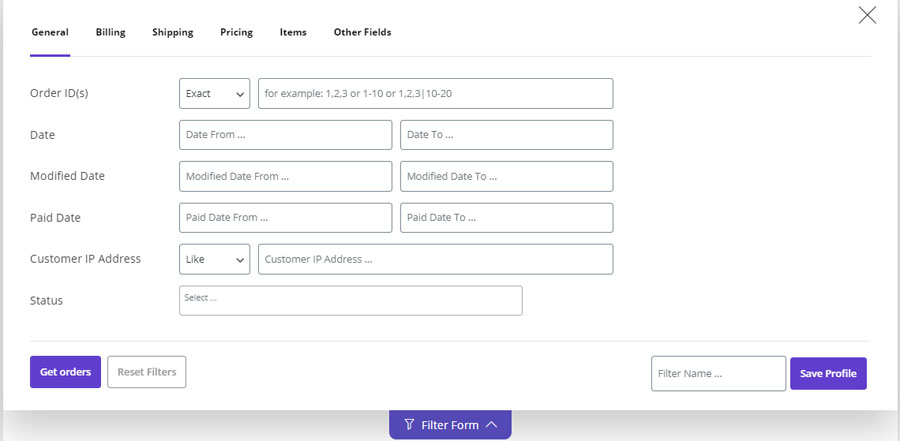 General Billing Shipping Pricing Items Other Fields
Order ID(s) Exact for example: 1,2,3 or 1-10 or 1,2,3|10-20
Date Date From ... Date To ...
Modified Date Modified Date From ... Modified Date To ...
Paid Date Paid Date From ... Paid Date To ...
Customer IP Address Like Customer IP Address ...
Status Select ...
Get orders Reset Filters Filter Name ... Save Profile
Filter Form